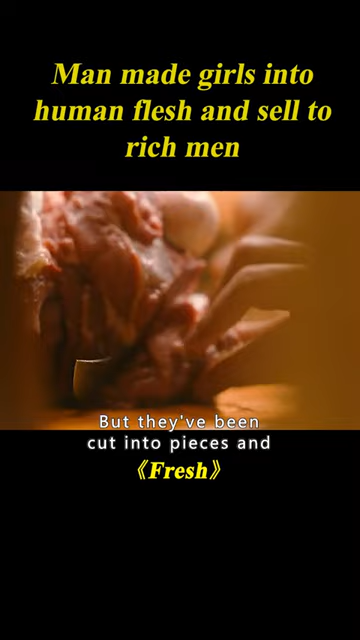 Man made girls into
human flesh and sell to
rich men
But they've been
cut into pieces and
《Fresh》